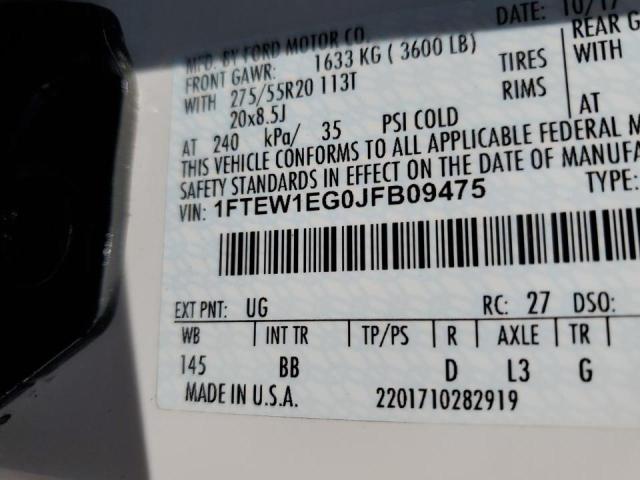 DATE: 10/17
MFD. BY FORD MOTOR CO.
FRONT GAWR: 1633 KG ( 3600 LB) REAR G
WITH 275/55R20 113T TIRES WITH
20x8.5J RIMS
AT 240 kPa/ 35 PSI COLD AT
THIS VEHICLE CONFORMS TO ALL APPLICABLE FEDERAL M
SAFETY STANDARDS IN EFFECT ON THE DATE OF MANUFA
VIN: 1FTEW1EG0JFB09475 TYPE:
EXT PNT: UG RC: 27 DSO:
WB INT TR TP/PS R AXLE TR
145 BB D L3 G
MADE IN U.S.A. 2201710282919